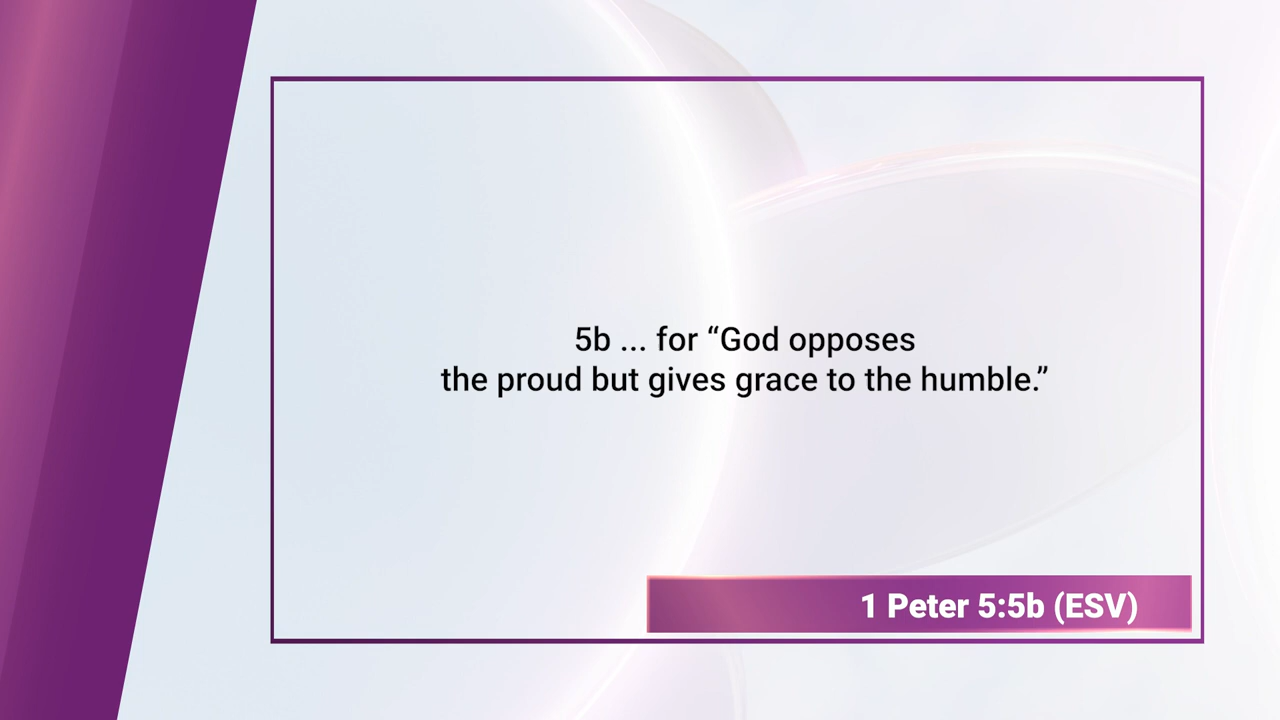 5b ... for “God opposes
the proud but gives grace to the humble.”
1 Peter 5:5b (ESV)